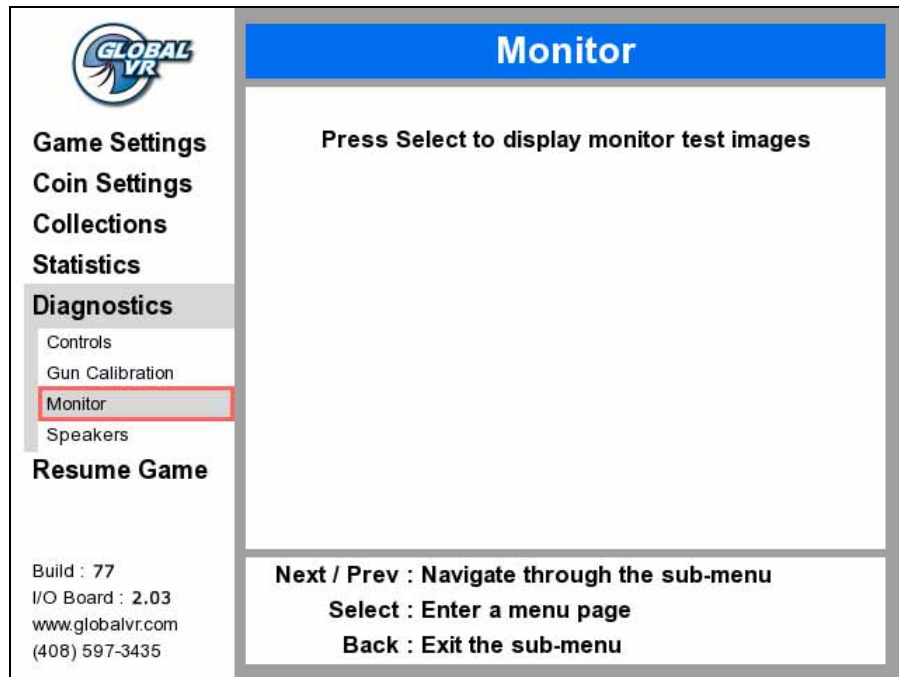 GLOBAL
VR
Game Settings
Coin Settings
Collections
Statistics
Diagnostics
Controls
Gun Calibration
Monitor
Speakers
Resume Game
Build : 77
I/O Board : 2.03
www.globalvr.com
(408) 597-3435
Monitor
Press Select to display monitor test images
Next / Prev : Navigate through the sub-menu
Select : Enter a menu page
Back : Exit the sub-menu